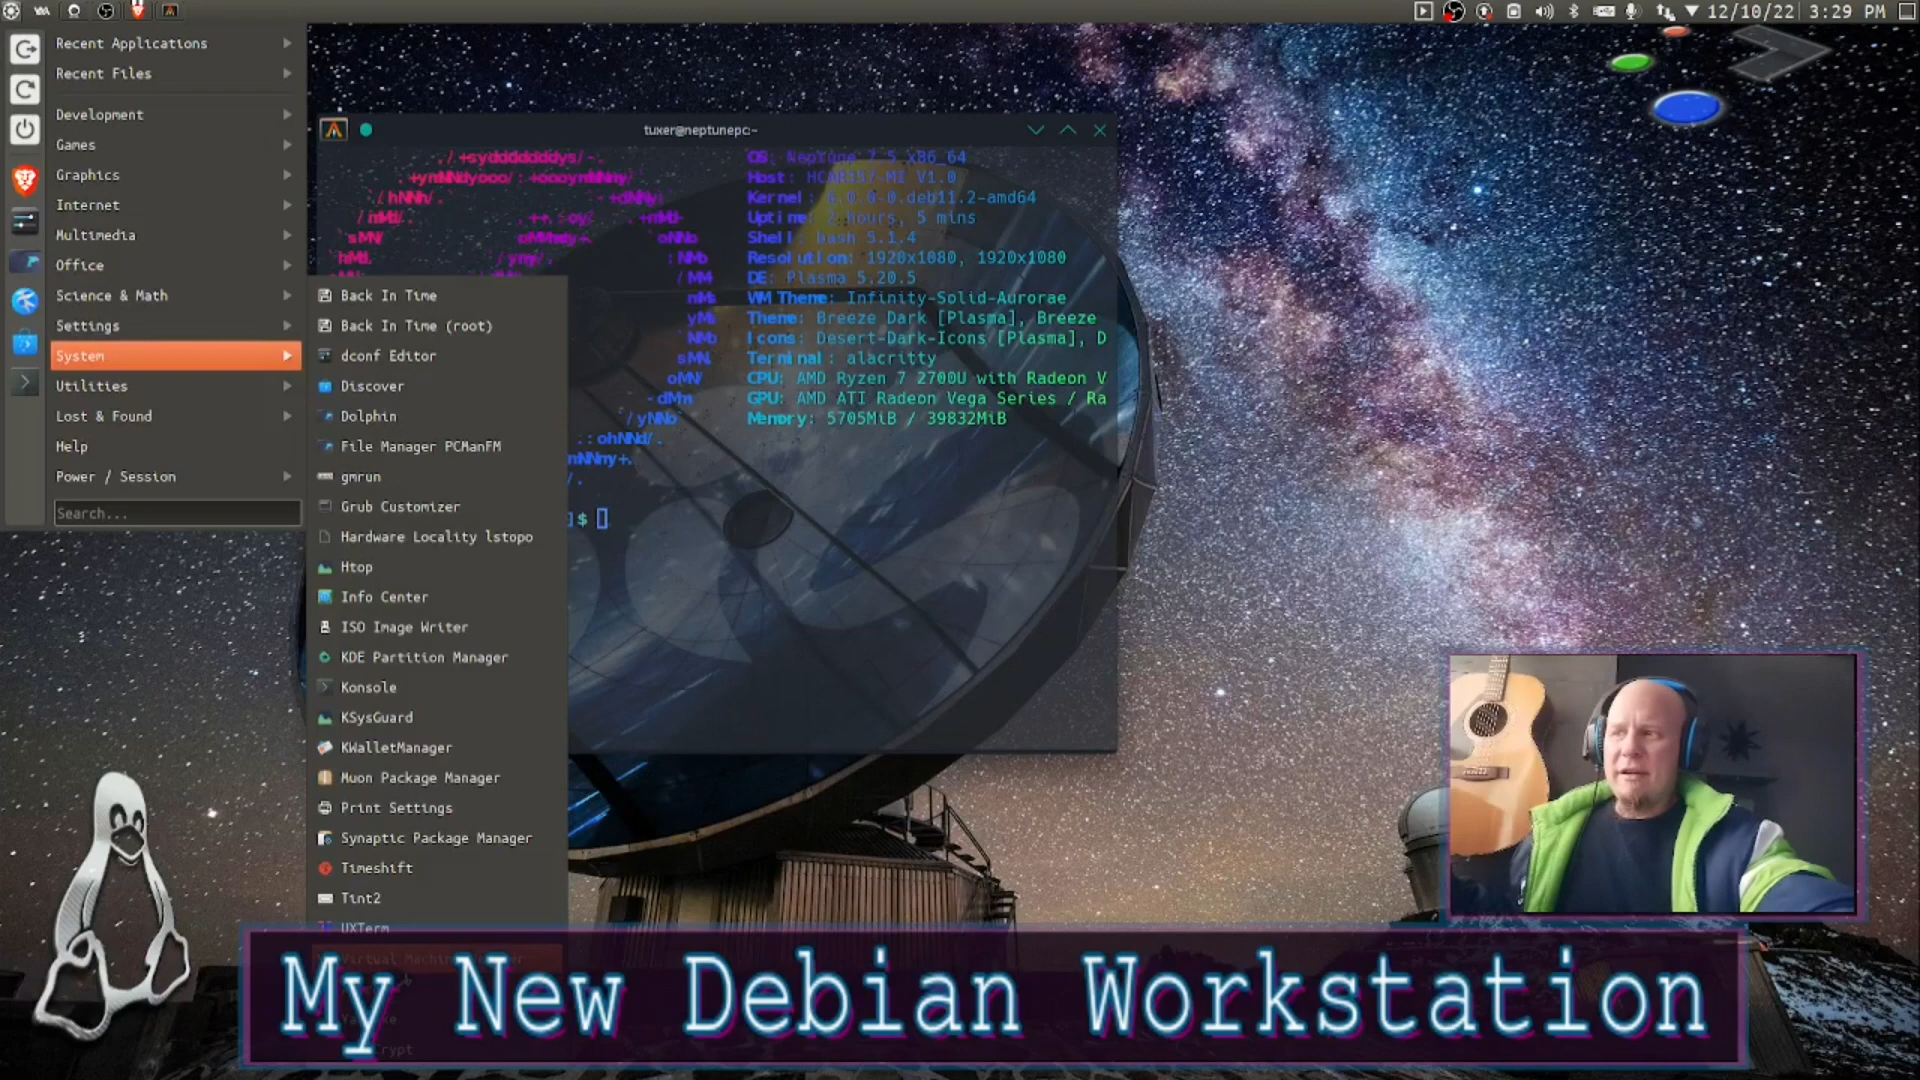 12/10/22 3:29 PM
Recent Applications
Recent Files
Development
Games
Graphics
Internet
Multimedia
Office
Science & Math
Settings
System
Utilities
Lost & Found
Help
Power / Session
Search...
Back In Time
Back In Time (root)
dconf Editor
Discover
Dolphin
File Manager PCManFM
gmrun
Grub Customizer
Hardware Locality lstopo
Htop
Info Center
ISO Image Writer
KDE Partition Manager
Konsole
KSysGuard
KWalletManager
Muon Package Manager
Print Settings
Synaptic Package Manager
Timeshift
Tint2
UXTerm
tuxer@neptunepc:~
OS: Neptune 7.5 x86_64
Kernel: 6.0.0-0.deb11.2-amd64
Uptime: 2 hours, 5 mins
Shell: bash 5.1.4
Resolution: 1920x1080, 1920x1080
DE: Plasma 5.20.5
WM Theme: Infinity-Solid-Aurorae
Theme: Breeze Dark [Plasma], Breeze
Icons: Desert-Dark-Icons [Plasma], D
Terminal: alacritty
CPU: AMD Ryzen 7 2700U with Radeon V
GPU: AMD ATI Radeon Vega Series / Ra
Memory: 5705MiB / 39832MiB
]$
My New Debian Workstation